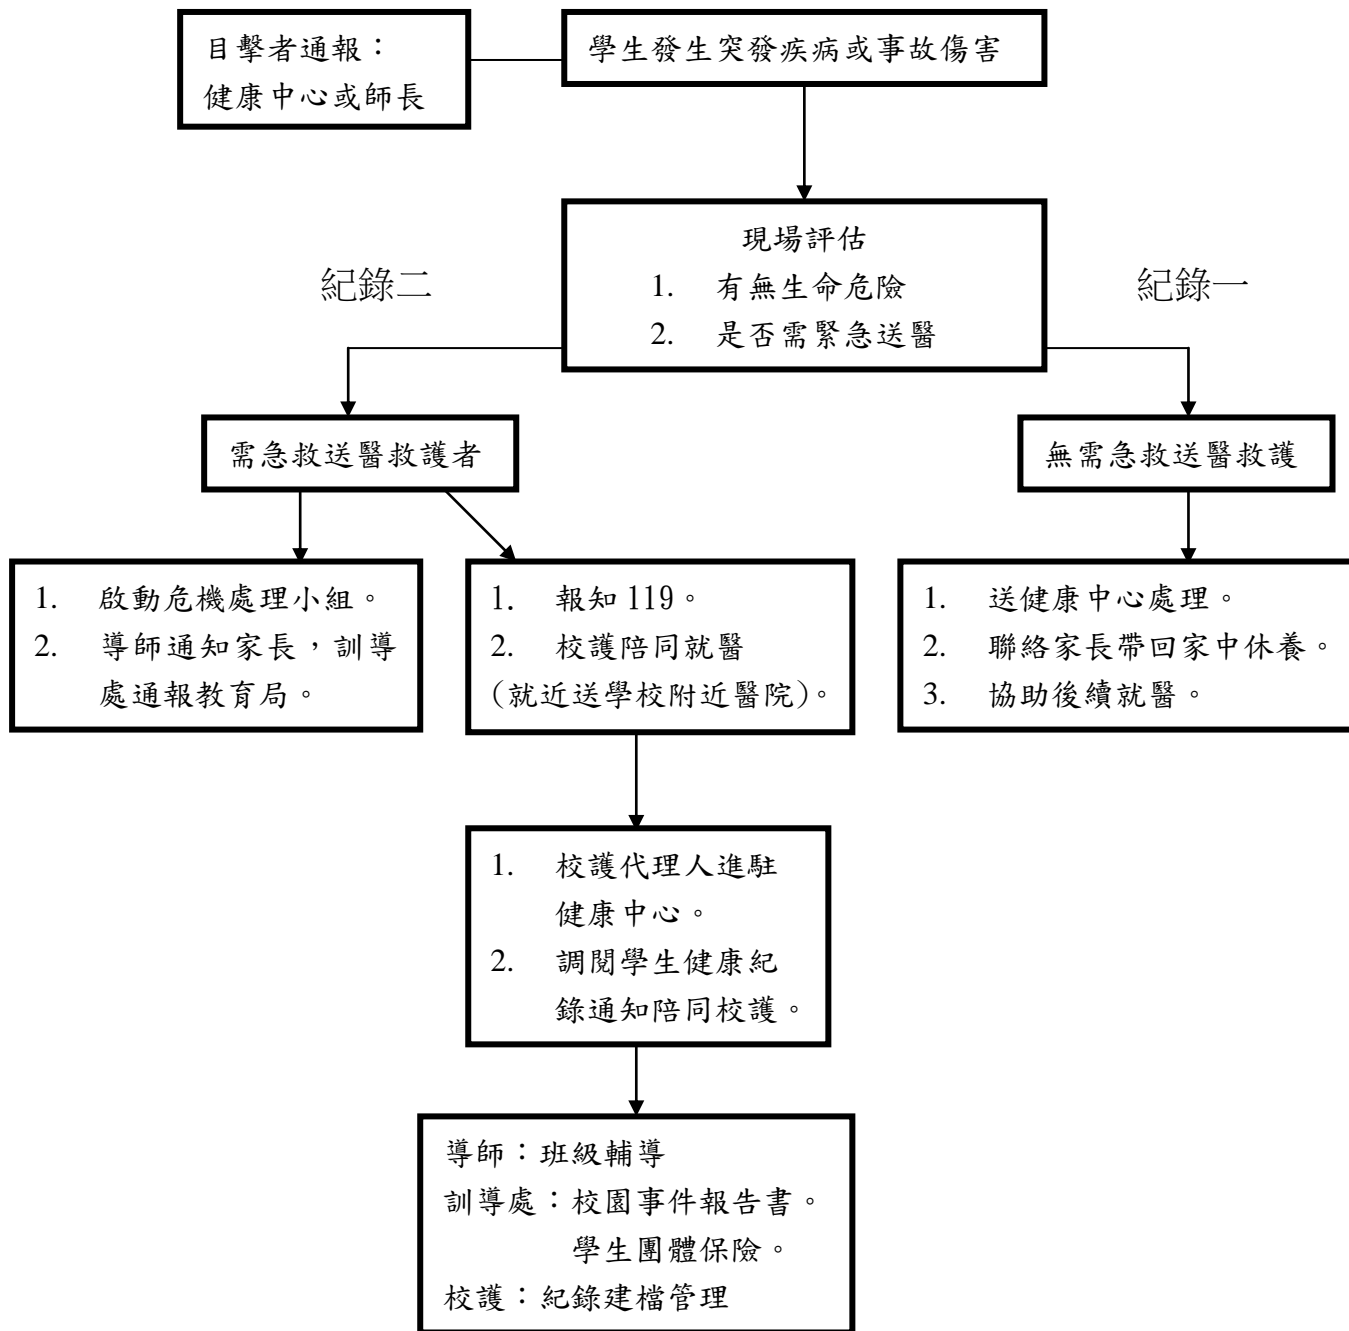 目擊者通報：
健康中心或師長
學生發生突發疾病或事故傷害
現場評估
1. 有無生命危險
2. 是否需緊急送醫
紀錄二
紀錄一
需急救送醫救護者
無需急救送醫救護
1. 啟動危機處理小組。
2. 導師通知家長，訓導
處通報教育局。
1. 報知 119。
2. 校護陪同就醫
(就近送學校附近醫院)。
1. 送健康中心處理。
2. 聯絡家長帶回家中休養。
3. 協助後續就醫。
1. 校護代理人進駐
健康中心。
2. 調閱學生健康紀
錄通知陪同校護。
導師：班級輔導
訓導處：校園事件報告書。
學生團體保險。
校護：紀錄建檔管理